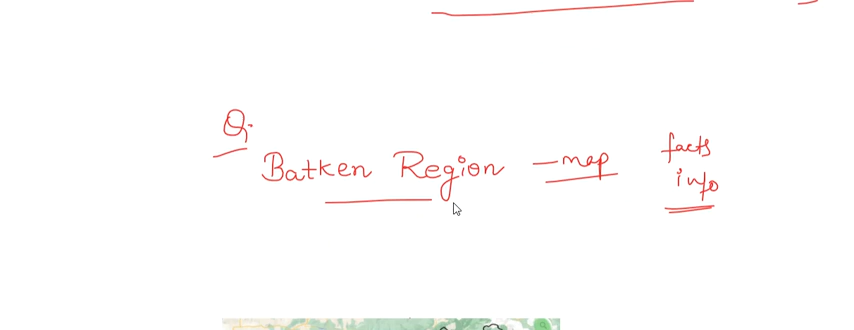 Q.
Batken Region - map
facts
info